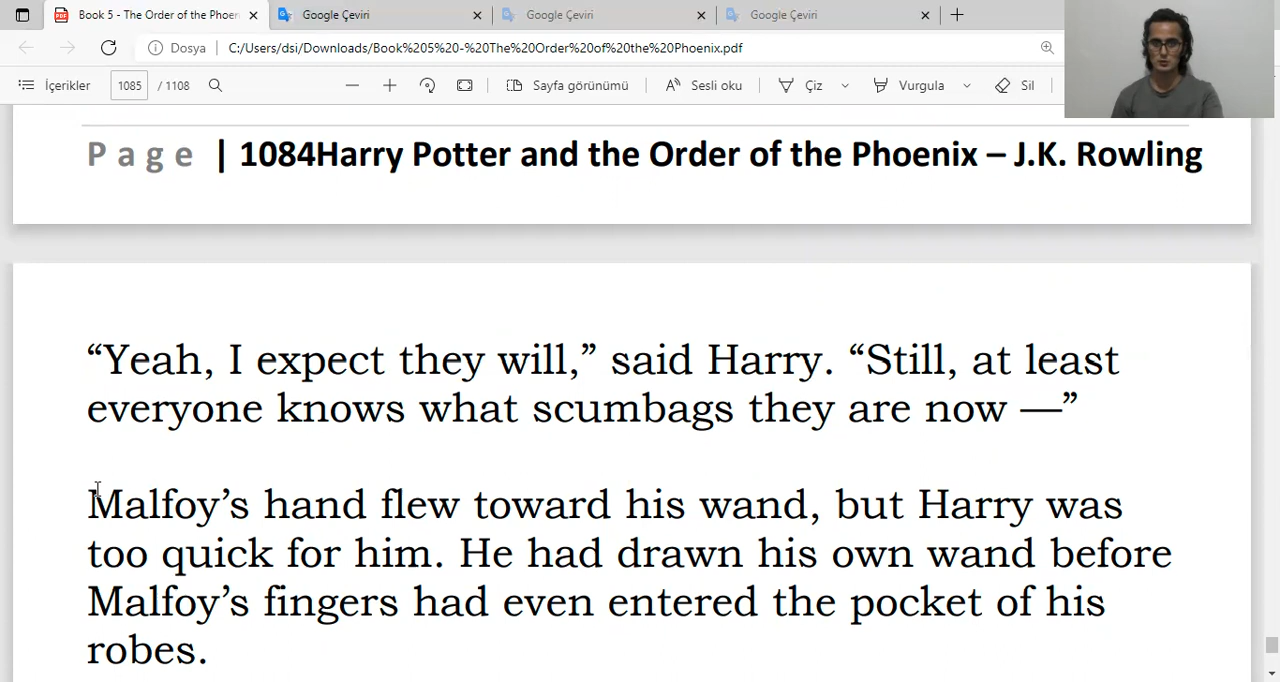 Book 5 - The Order of the Phoen
Google Çeviri
Google Çeviri
Google Çeviri
Dosya
C:/Users/dsi/Downloads/Book%205%20-%20The%20Order%20of%20the%20Phoenix.pdf
İçerikler
1085
/ 1108
Sayfa görünümü
Sesli oku
Çiz
Vurgula
Sil
P a g e | 1084Harry Potter and the Order of the Phoenix – J.K. Rowling
“Yeah, I expect they will,” said Harry. “Still, at least
everyone knows what scumbags they are now —”
Malfoy’s hand flew toward his wand, but Harry was
too quick for him. He had drawn his own wand before
Malfoy’s fingers had even entered the pocket of his
robes.